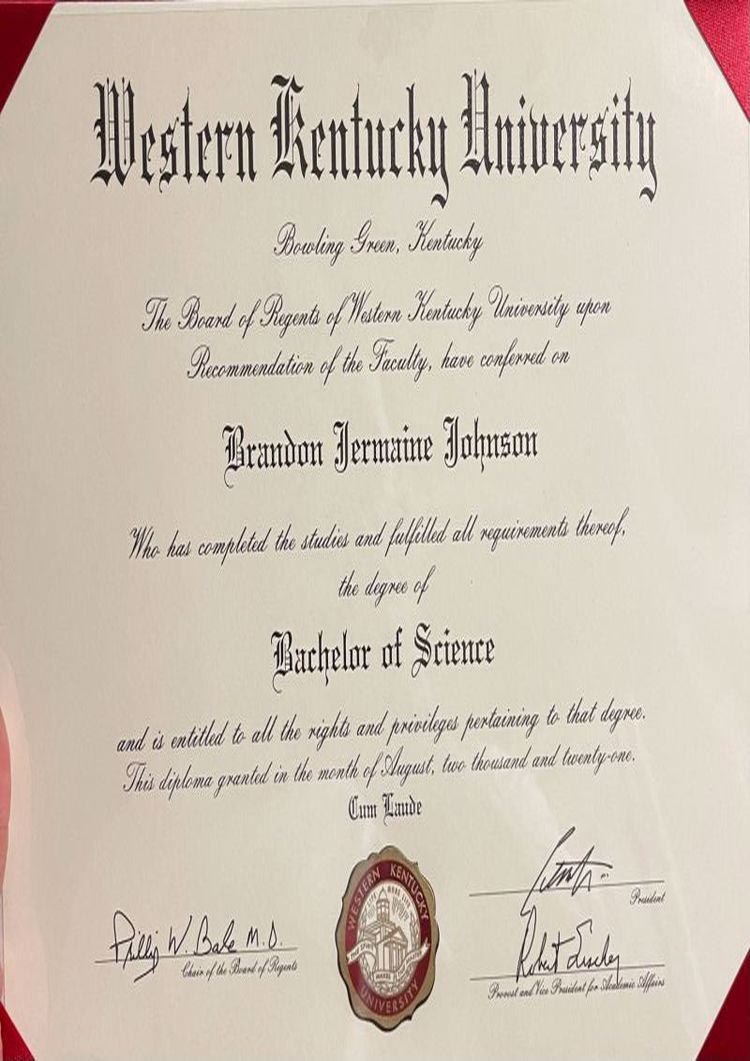 Western Kentucky University
Bowling Green, Kentucky
The Board of Regents of Western Kentucky University upon
Recommendation of the Faculty, have conferred on
Brandon Jermaine Johnson
Who has completed the studies and fulfilled all requirements thereof,
the degree of
Bachelor of Science
and is entitled to all the rights and privileges pertaining to that degree.
This diploma granted in the month of August, two thousand and twenty-one.
Cum Laude
President
Phillip W. Bale M.D.
Chair of the Board of Regents
WESTERN KENTUCKY
UNIVERSITY
Robert
Provost and Vice President for Academic Affairs